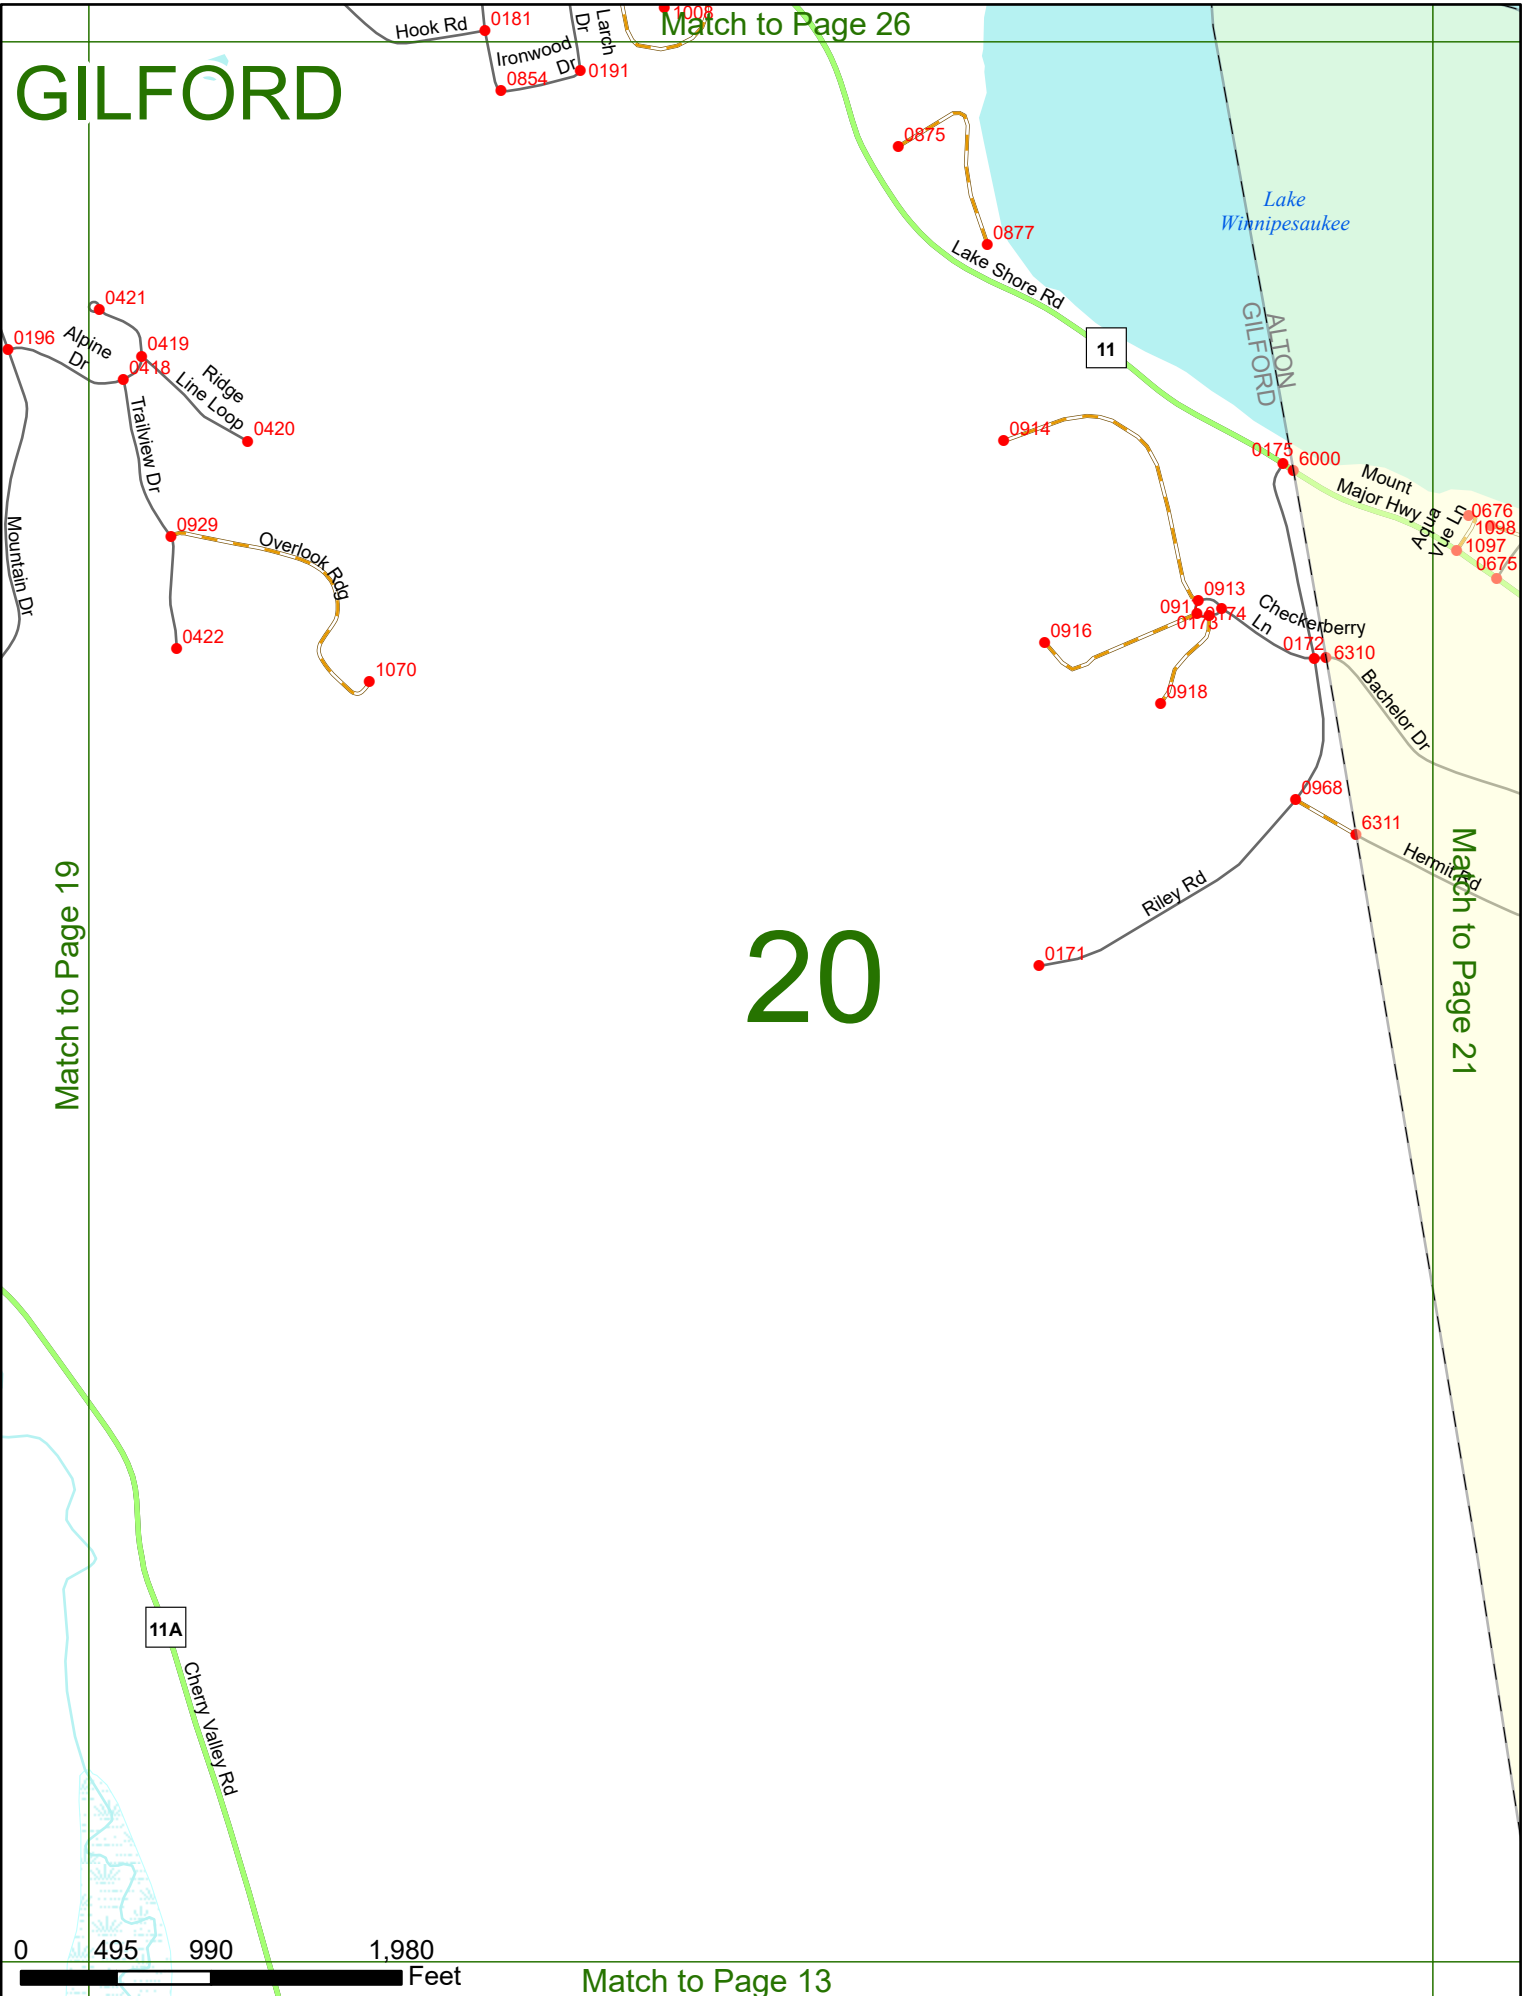 1008
Match to Page 26
Hook Rd
0181
Larch
Dr
Ironwood
Dr
0191
0854
GILFORD
0875
Lake
Winnipesaukee
0877
Lake Shore Rd
0421
0196
Alpine
Dr
0419
0418
Ridge
Line Loop
0420
11
ALTON
GILFORD
Trailview Dr
0914
0175
6000
Mount
Major Hwy
Aqua
Vue Ln
0676
1098
1097
0675
Mountain Dr
0929
Overlook Rdg
0422
1070
0913
0174
0173
0916
0918
Checkerberry
Ln
0172
6310
Bachelor Dr
0968
6311
Hermit Rd
Riley Rd
0171
Match to Page 19
20
Match to Page 21
11A
Cherry Valley Rd
0
495
990
1,980
Feet
Match to Page 13